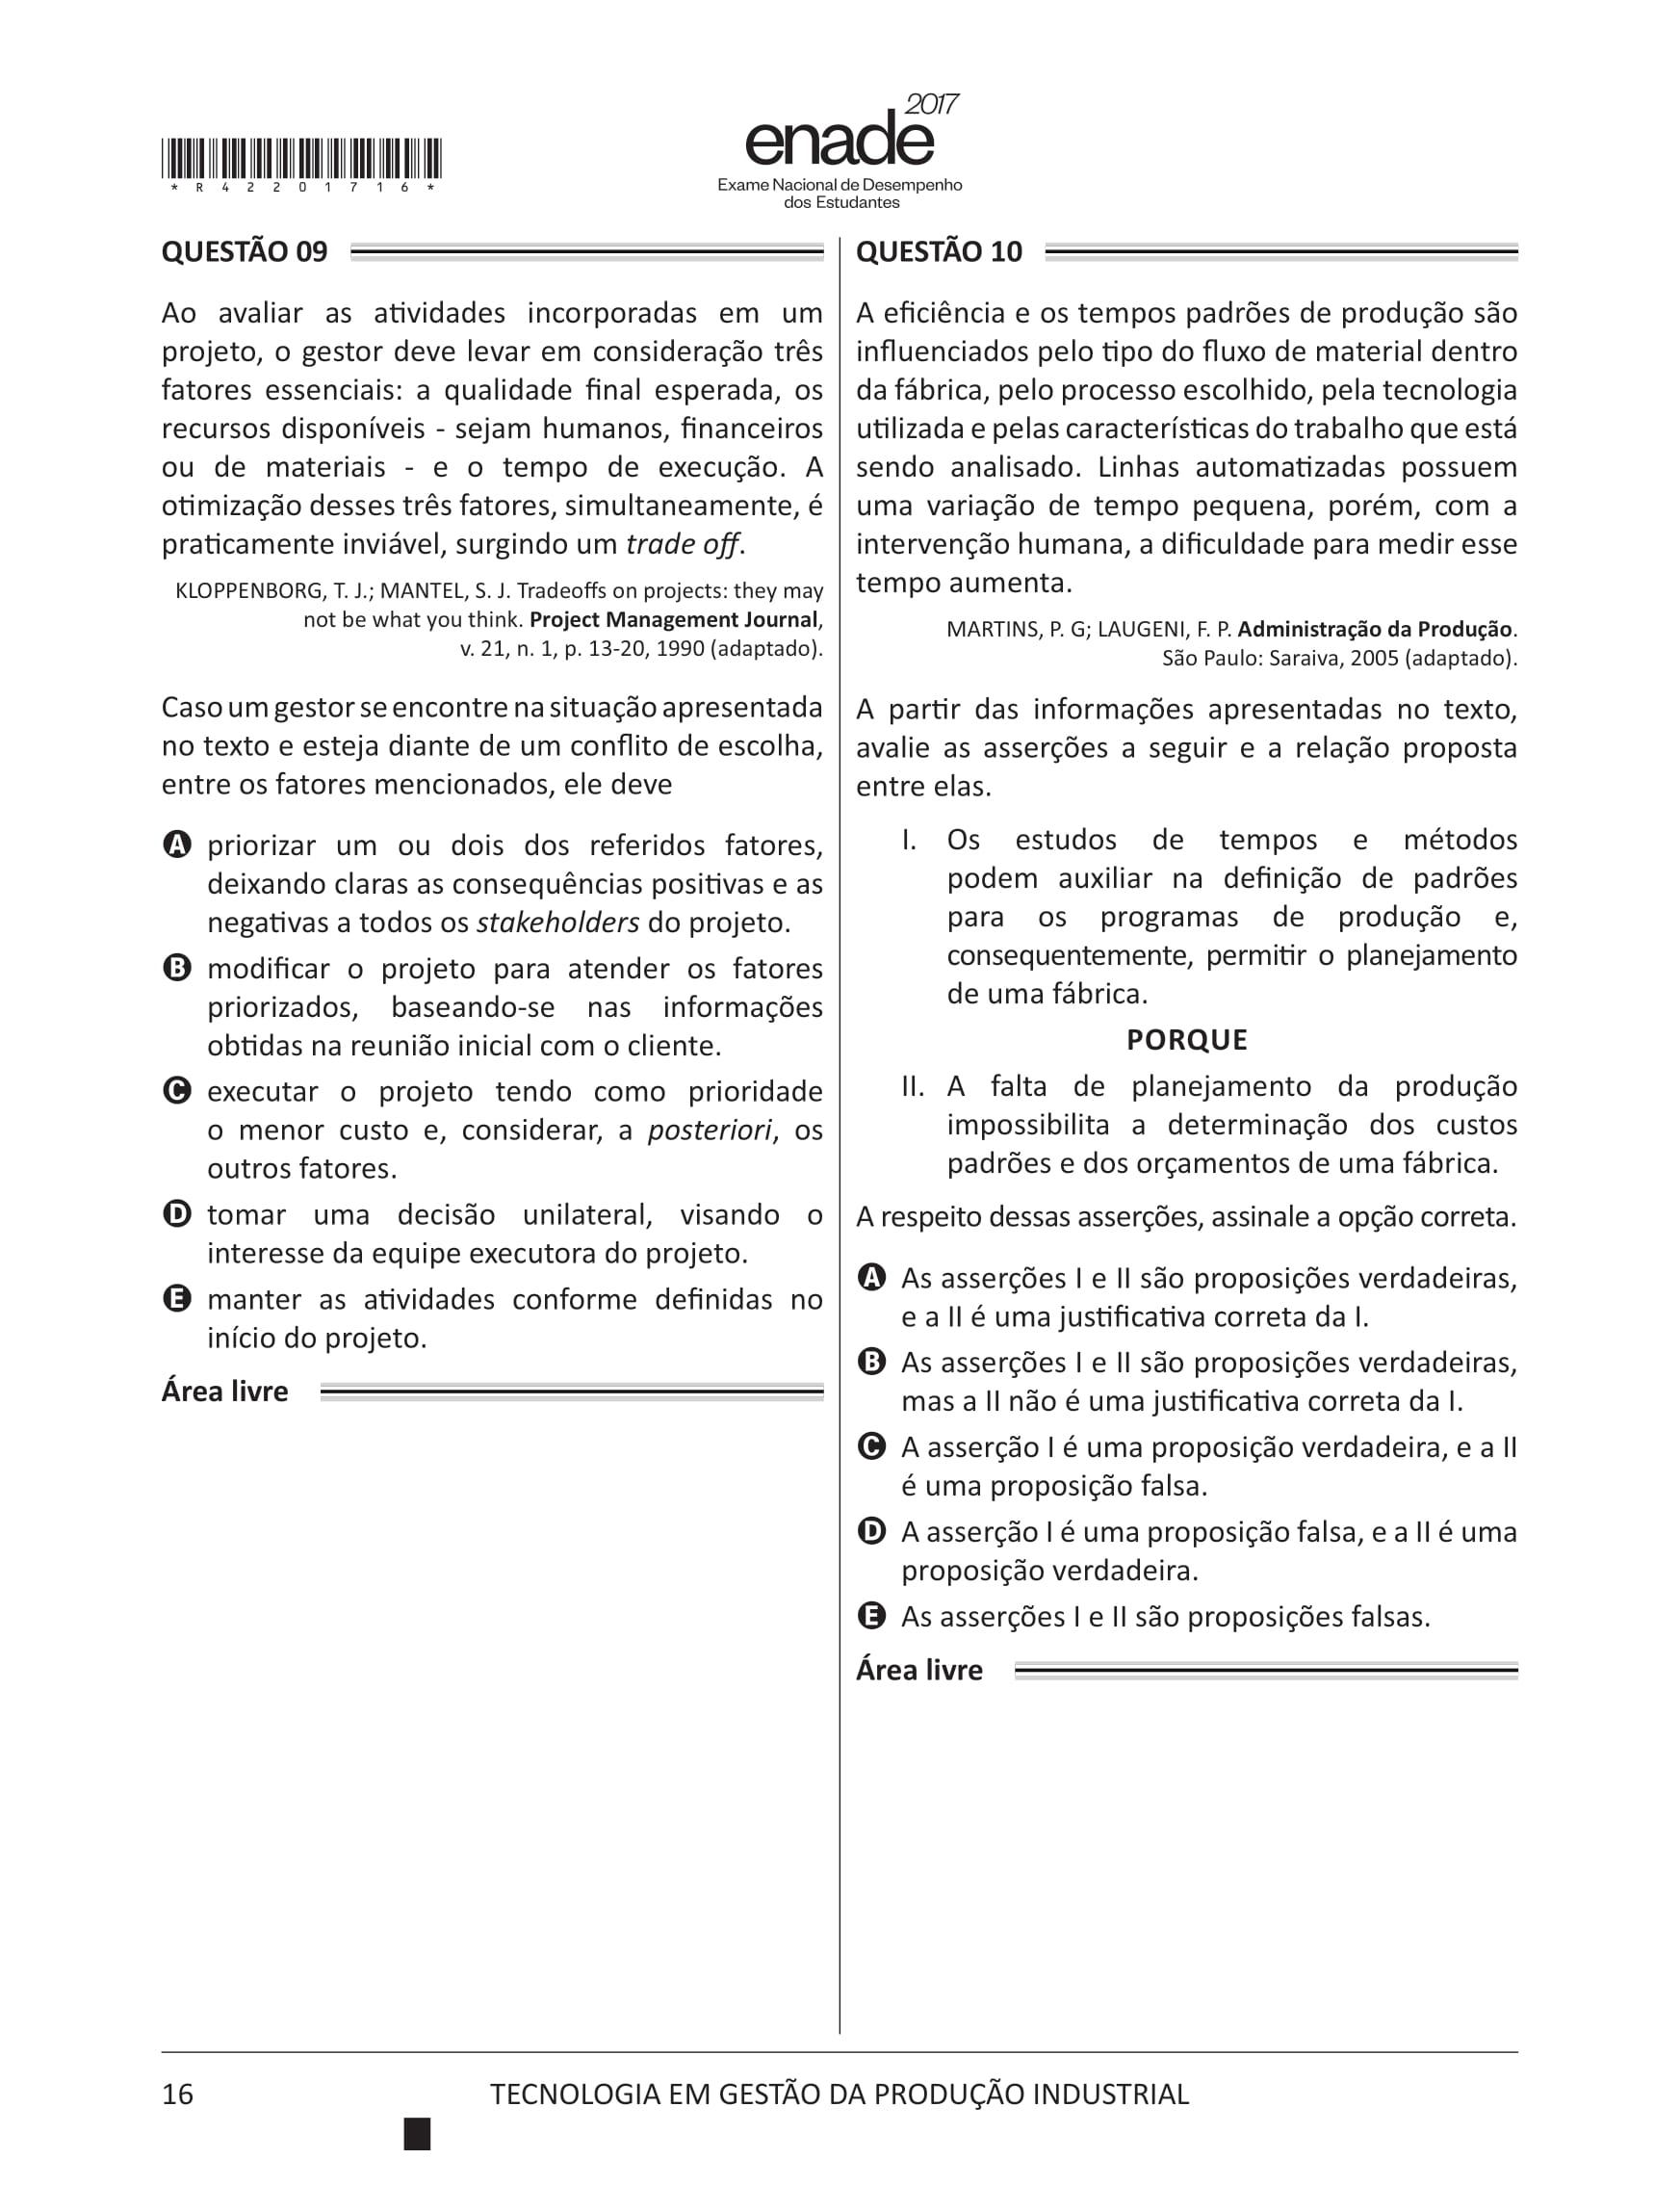 *R42201716*
2017
enade
Exame Nacional de Desempenho
dos Estudantes
QUESTÃO 09
Ao avaliar as atividades incorporadas em um
projeto, o gestor deve levar em consideração três
fatores essenciais: a qualidade final esperada, os
recursos disponíveis - sejam humanos, financeiros
ou de materiais - e o tempo de execução. A
otimização desses três fatores, simultaneamente, é
praticamente inviável, surgindo um trade off.
KLOPPENBORG, T. J.; MANTEL, S. J. Tradeoffs on projects: they may
not be what you think. Project Management Journal,
v. 21, n. 1, p. 13-20, 1990 (adaptado).
Caso um gestor se encontre na situação apresentada
no texto e esteja diante de um conflito de escolha,
entre os fatores mencionados, ele deve
A priorizar um ou dois dos referidos fatores,
deixando claras as consequências positivas e as
negativas a todos os stakeholders do projeto.
B modificar o projeto para atender os fatores
priorizados, baseando-se nas informações
obtidas na reunião inicial com o cliente.
C executar o projeto tendo como prioridade
o menor custo e, considerar, a posteriori, os
outros fatores.
D tomar uma decisão unilateral, visando o
interesse da equipe executora do projeto.
E manter as atividades conforme definidas no
início do projeto.
Área livre
QUESTÃO 10
A eficiência e os tempos padrões de produção são
influenciados pelo tipo do fluxo de material dentro
da fábrica, pelo processo escolhido, pela tecnologia
utilizada e pelas características do trabalho que está
sendo analisado. Linhas automatizadas possuem
uma variação de tempo pequena, porém, com a
intervenção humana, a dificuldade para medir esse
tempo aumenta.
MARTINS, P. G; LAUGENI, F. P. Administração da Produção.
São Paulo: Saraiva, 2005 (adaptado).
A partir das informações apresentadas no texto,
avalie as asserções a seguir e a relação proposta
entre elas.
I. Os estudos de tempos e métodos
podem auxiliar na definição de padrões
para os programas de produção e,
consequentemente, permitir o planejamento
de uma fábrica.
PORQUE
II. A falta de planejamento da produção
impossibilita a determinação dos custos
padrões e dos orçamentos de uma fábrica.
A respeito dessas asserções, assinale a opção correta.
A As asserções I e II são proposições verdadeiras,
e a II é uma justificativa correta da I.
B As asserções I e II são proposições verdadeiras,
mas a II não é uma justificativa correta da I.
C A asserção I é uma proposição verdadeira, e a II
é uma proposição falsa.
D A asserção I é uma proposição falsa, e a II é uma
proposição verdadeira.
E As asserções I e II são proposições falsas.
Área livre
16
TECNOLOGIA EM GESTÃO DA PRODUÇÃO INDUSTRIAL